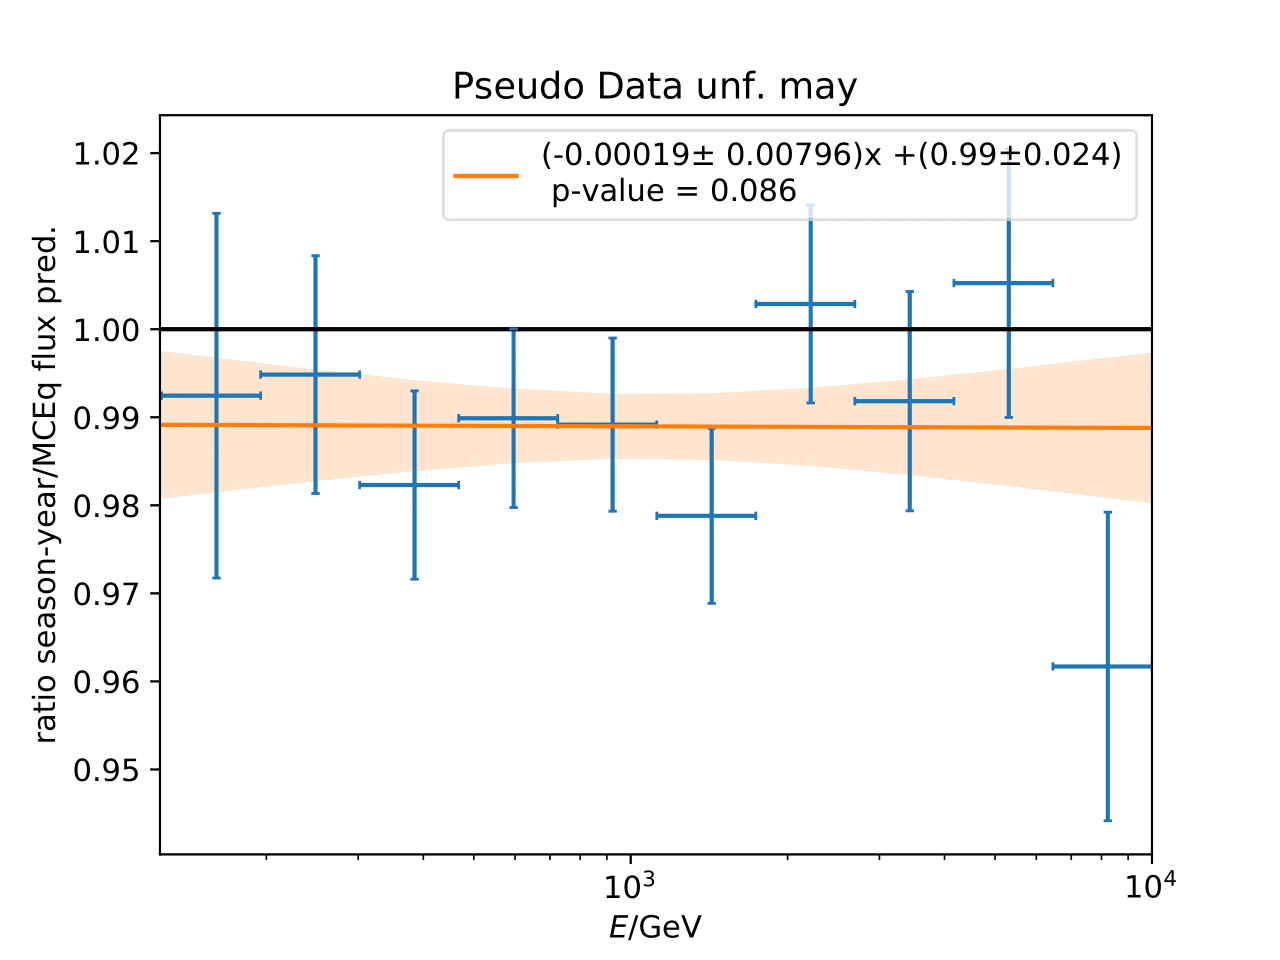 Pseudo Data unf. may
(-0.00019± 0.00796)x +(0.99±0.024)
p-value = 0.086
ratio season-year/MCEq flux pred.
1.02
1.01
1.00
0.99
0.98
0.97
0.96
0.95
10³
10⁴
E/GeV